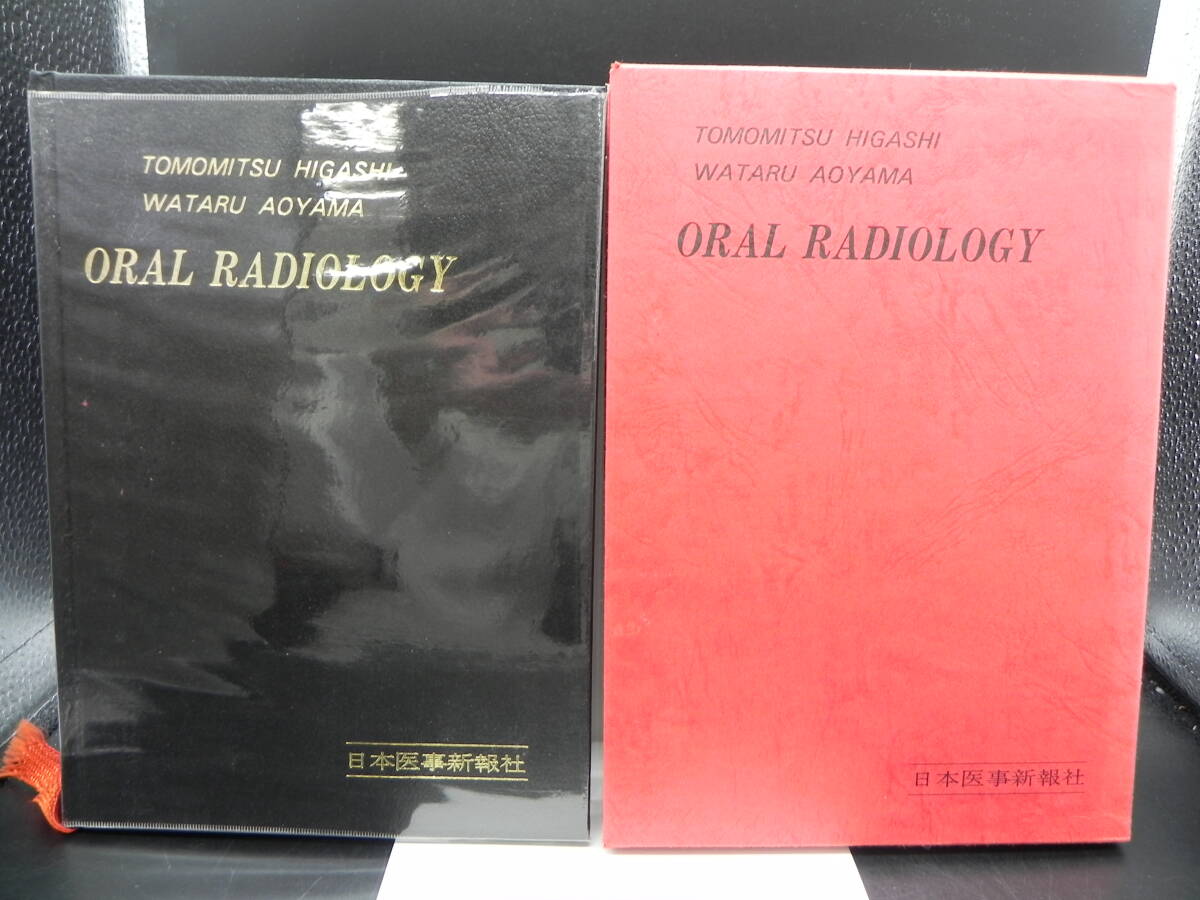 TOMOMITSU HIGASHI
WATARU AOYAMA
ORAL RADIOLOGY
日本医事新報社
TOMOMITSU HIGASHI
WATARU AOYAMA
ORAL RADIOLOGY
日本医事新報社